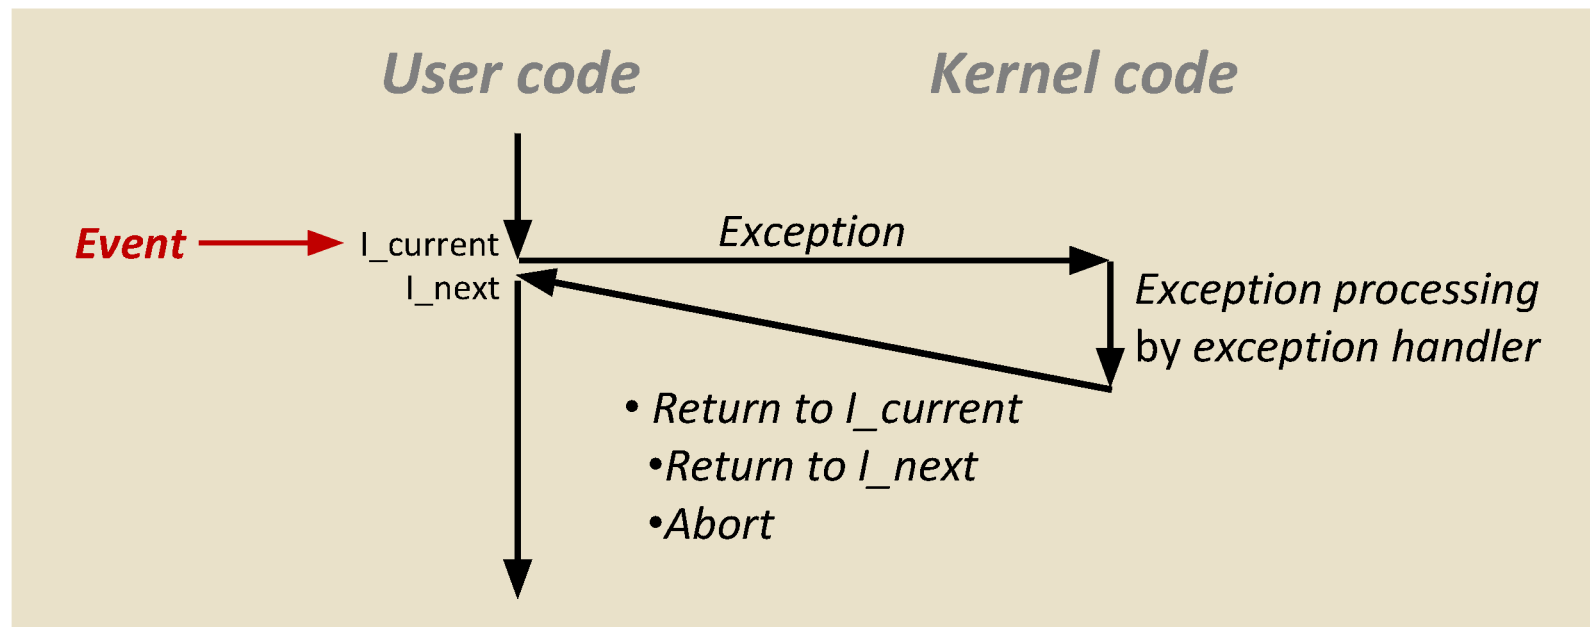 User code
Kernel code
Event
I_current
Exception
I_next
Exception processing
by exception handler
• Return to I_current
•Return to I_next
•Abort